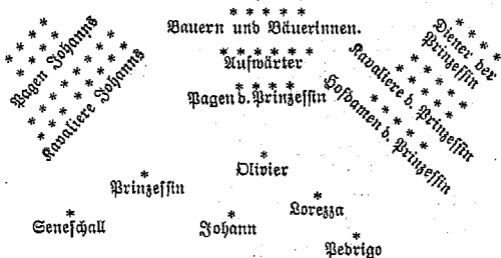 Bauern und Bäuerinnen.
Aufwärter
Pagen d. Prinzessin
Pagen Johanns
Kavaliere Johanns
Diener der
Prinzessin
Kavaliere d. Prinzessin
Hofdamen d. Prinzessin
Olivier
Prinzessin
Lorezza
Seneschall
Johann
Pedrigo